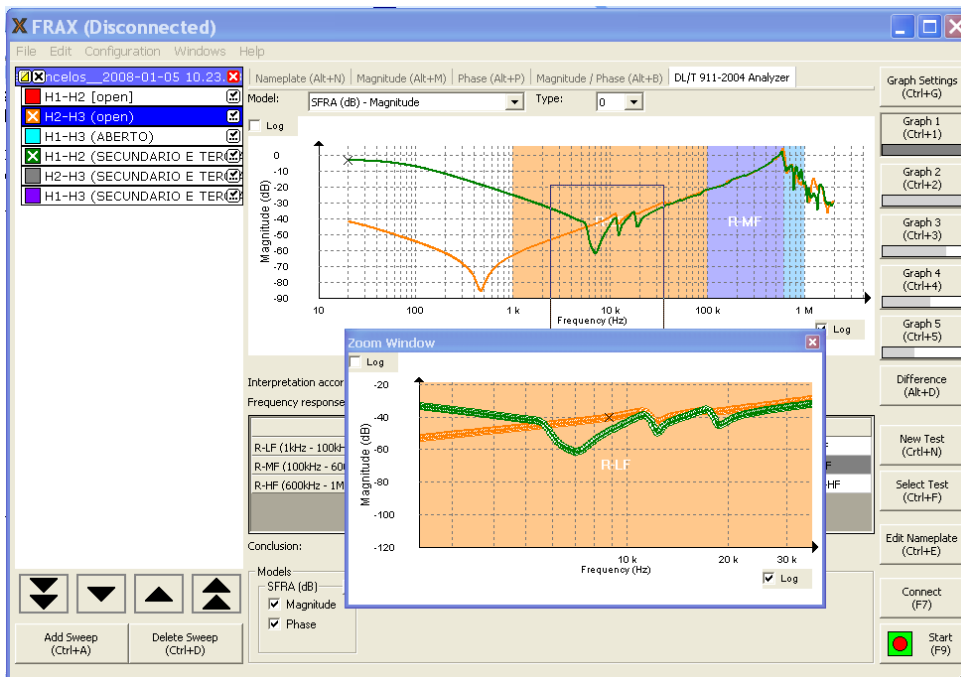 FRAX (Disconnected)
File Edit Configuration Windows Help
ncelos__2008-01-05 10.23.
H1-H2 [open]
H2-H3 (open)
H1-H3 (ABERTO)
H1-H2 (SECUNDARIO E TER
H2-H3 (SECUNDARIO E TER
H1-H3 (SECUNDARIO E TER
Nameplate (Alt+N) Magnitude (Alt+M) Phase (Alt+P) Magnitude / Phase (Alt+B) DL/T 911-2004 Analyzer
Model: SFRA (dB) - Magnitude Type: 0
Log
Magnitude (dB)
0
-10
-20
-30
-40
-50
-60
-70
-80
-90
R-MF
10 100 1 k 10 k 100 k 1 M
Frequency (Hz)
Log
Interpretation accor
Frequency response
R-LF (1kHz - 100k
R-MF (100kHz - 60
R-HF (600kHz - 1M
F
-HF
Conclusion:
Models
SFRA (dB)
Magnitude
Phase
Zoom Window
Log
Magnitude (dB)
-20
-40
-60
-80
-100
-120
R-LF
10 k 20 k 30 k
Frequency (Hz)
Log
Add Sweep
(Ctrl+A)
Delete Sweep
(Ctrl+D)
Graph Settings
(Ctrl+G)
Graph 1
(Ctrl+1)
Graph 2
(Ctrl+2)
Graph 3
(Ctrl+3)
Graph 4
(Ctrl+4)
Graph 5
(Ctrl+5)
Difference
(Alt+D)
New Test
(Crtl+N)
Select Test
(Ctrl+F)
Edit Nameplate
(Ctrl+E)
Connect
(F7)
Start
(F9)